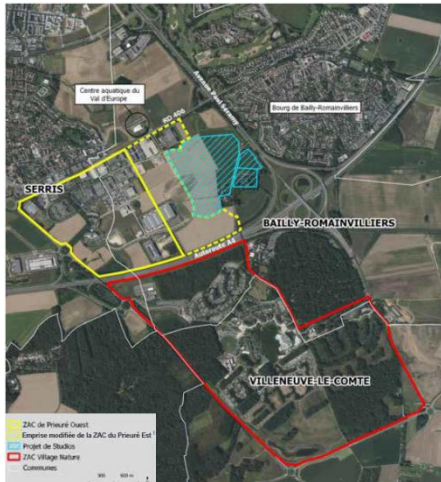 Centre aquatique du
Val d'Europe
RD 406
Avenue Paul Séramy
Bourg de Bailly-Romainvilliers
SERRIS
BAILLY-ROMAINVILLIERS
Autoroute A4
VILLENEUVE-LE-COMTE
ZAC de Prieuré Ouest
Emprise modifiée de la ZAC du Prieuré Est
Projet de Studios
ZAC Village Nature
Communes